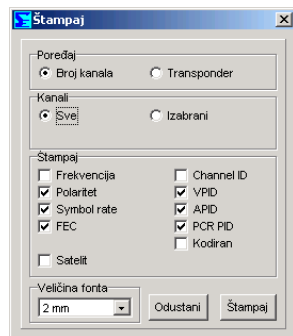 Štampaj
Poređaj
Broj kanala Transponder
Kanali
Sve Izabrani
Štampaj
Frekvencija Channel ID
Polaritet VPID
Symbol rate APID
FEC PCR PID
Kodiran
Satelit
Veličina fonta
2 mm Odustani Štampaj